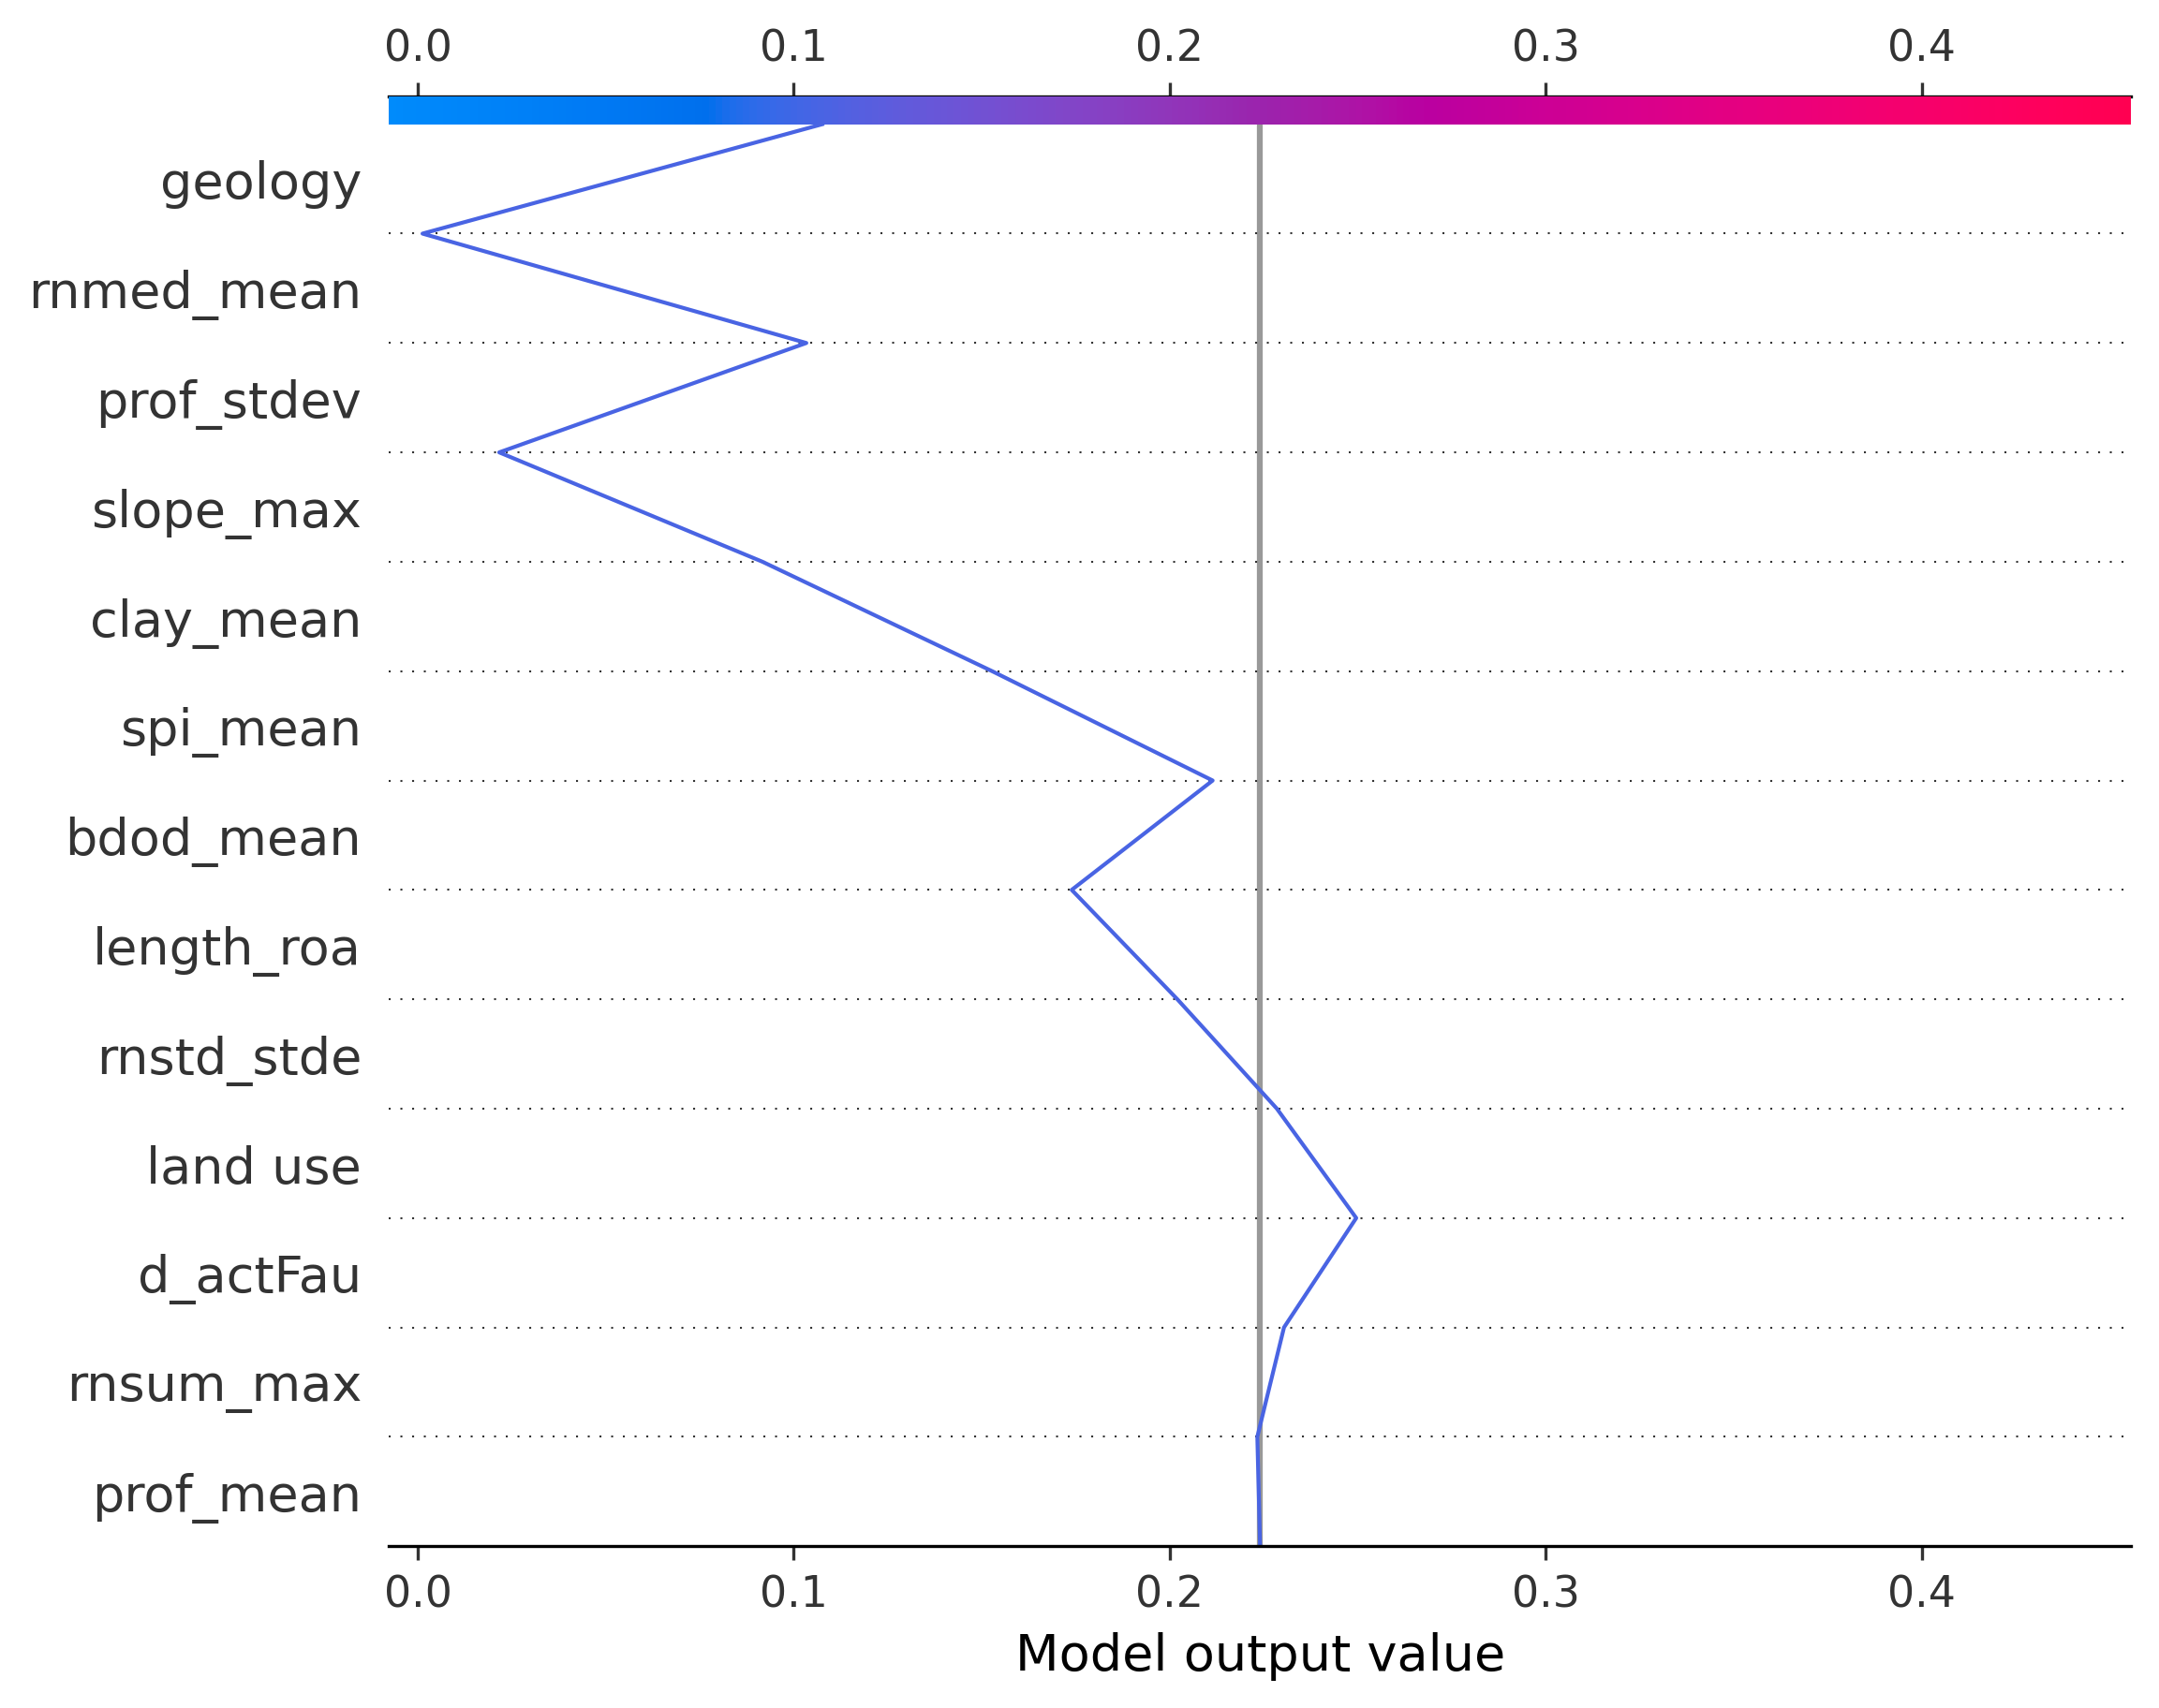 0.0 0.1 0.2 0.3 0.4
geology
rnmed_mean
prof_stdev
slope_max
clay_mean
spi_mean
bdod_mean
length_roa
rnstd_stde
land use
d_actFau
rnsum_max
prof_mean
0.0 0.1 0.2 0.3 0.4
Model output value